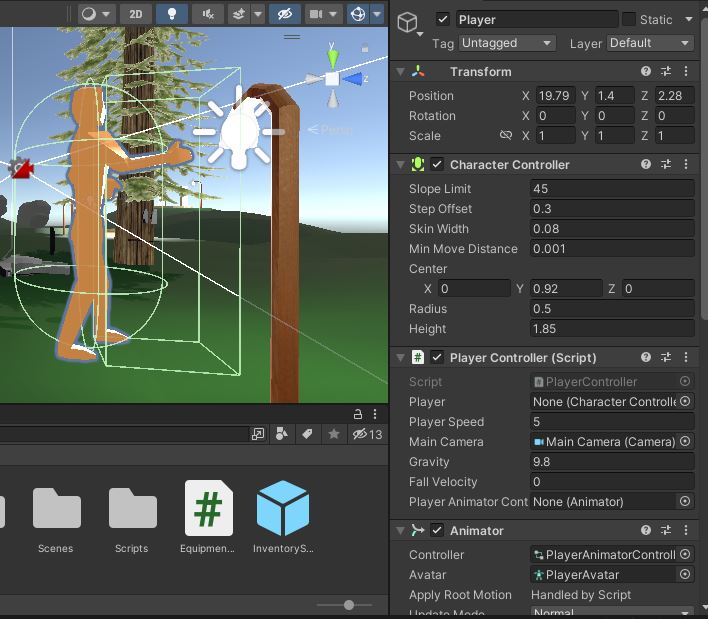 2D
Player
Static
Tag Untagged Layer Default
y
z
Persp
Transform
Position X 19.79 Y 1.4 Z 2.28
Rotation X 0 Y 0 Z 0
Scale X 1 Y 1 Z 1
Character Controller
Slope Limit 45
Step Offset 0.3
Skin Width 0.08
Min Move Distance 0.001
Center
X 0 Y 0.92 Z 0
Radius 0.5
Height 1.85
Player Controller (Script)
Script PlayerController
Player None (Character Controlle
Player Speed 5
Main Camera Main Camera (Camera)
Gravity 9.8
Fall Velocity 0
Player Animator Cont None (Animator)
Animator
Controller PlayerAnimatorControll
Avatar PlayerAvatar
Apply Root Motion Handled by Script
Update Mode Normal
13
Scenes
Scripts
Equipmen...
InventoryS...